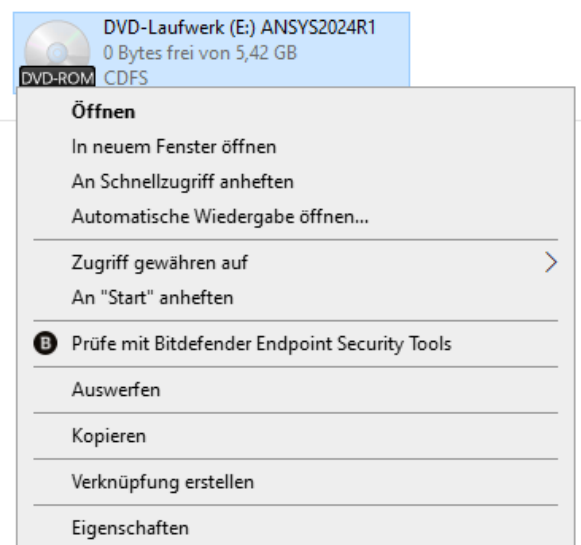 DVD-Laufwerk (E:) ANSYS2024R1
0 Bytes frei von 5,42 GB
DVD-ROM CDFS
Öffnen
In neuem Fenster öffnen
An Schnellzugriff anheften
Automatische Wiedergabe öffnen...
Zugriff gewähren auf
An "Start" anheften
B Prüfe mit Bitdefender Endpoint Security Tools
Auswerfen
Kopieren
Verknüpfung erstellen
Eigenschaften